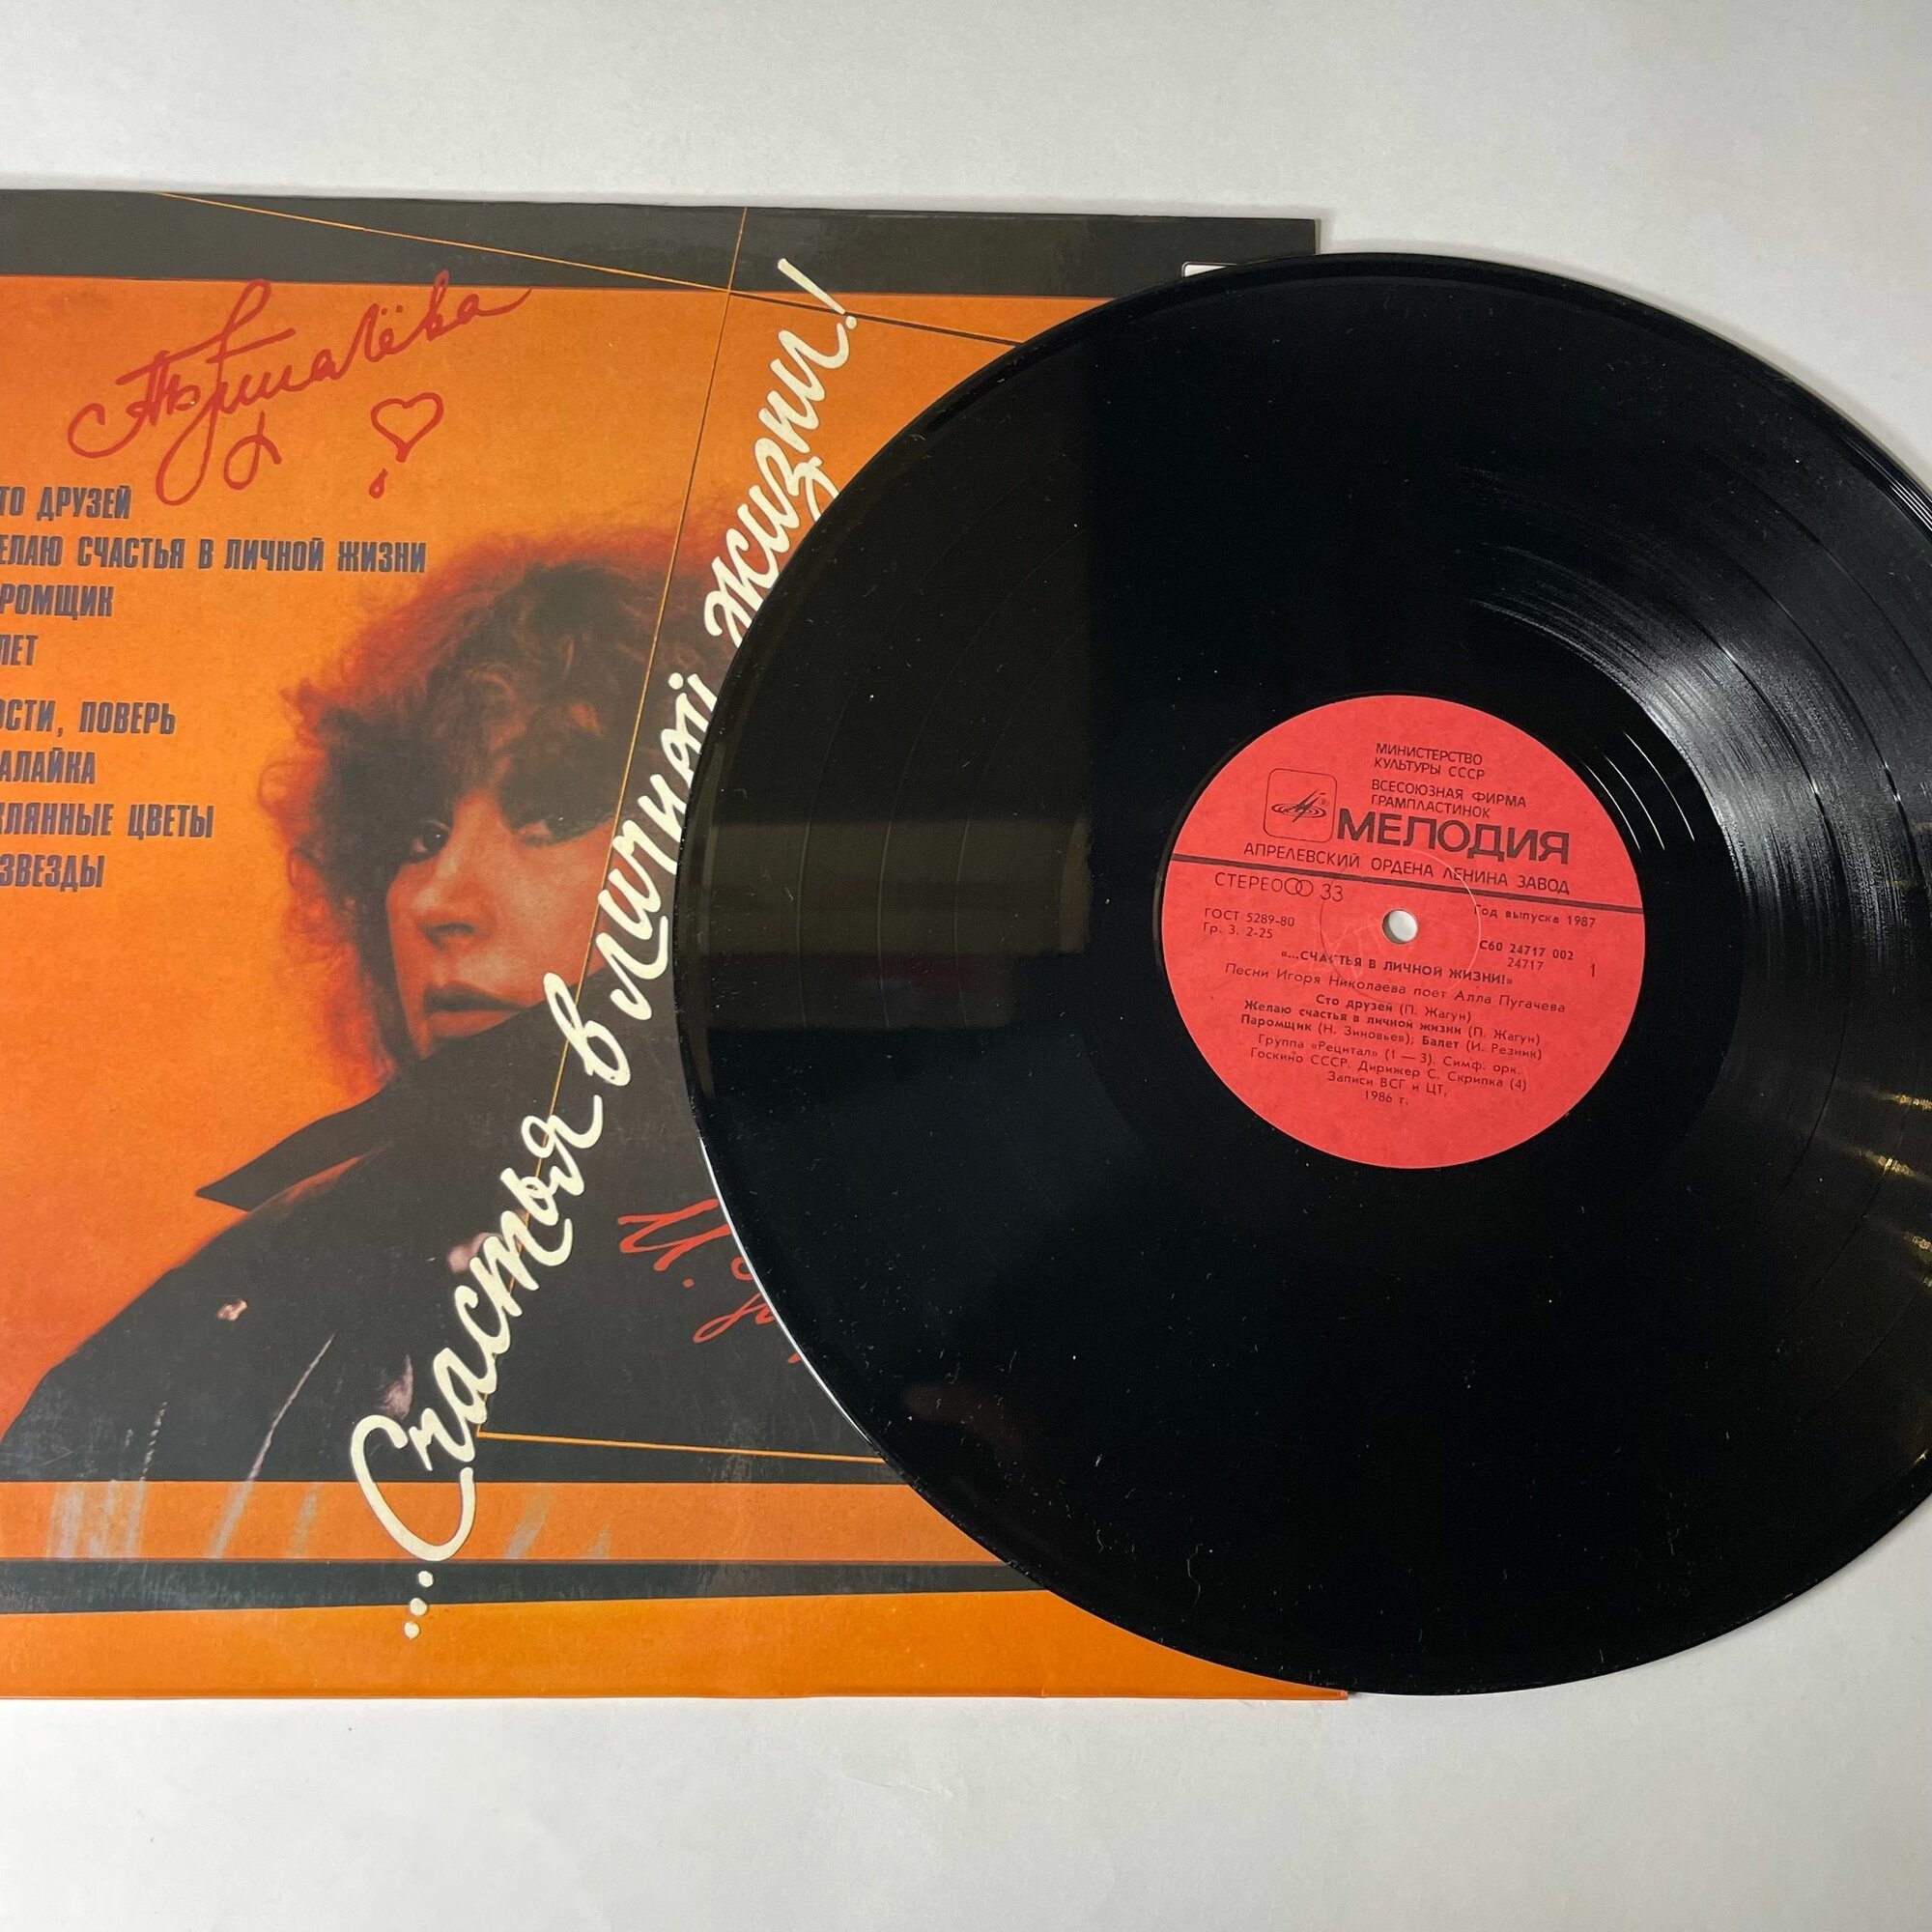 ТО ДРУЗЕЙ
ЕЛАЮ СЧАСТЬЯ В ЛИЧНОЙ ЖИЗНИ
РОМЩИК
ЛЕТ
ОСТИ, ПОВЕРЬ
АЛАЙКА
КЛЯННЫЕ ЦВЕТЫ
ЗВЕЗДЫ
...Счастья в личной жизни!
МИНИСТЕРСТВО
КУЛЬТУРЫ СССР
ВСЕСОЮЗНАЯ ФИРМА
ГРАМПЛАСТИНОК
МЕЛОДИЯ
АПРЕЛЕВСКИЙ ОРДЕНА ЛЕНИНА ЗАВОД
СТЕРЕО 33
Год выпуска 1987
ГОСТ 5289-80
Гр. 3. 2-25
С60 24717 002
24717 1
«...СЧАСТЬЯ В ЛИЧНОЙ ЖИЗНИ!»
Песни Игоря Николаева поет Алла Пугачева
Сто друзей (П. Жагун)
Желаю счастья в личной жизни (П. Жагун)
Паромщик (Н. Зиновьев); Балет (И. Резник)
Группа «Рецитал» (1 — 3). Симф. орк.
Госкино СССР. Дирижер С. Скрипка (4)
Записи ВСГ и ЦТ,
1986 г.